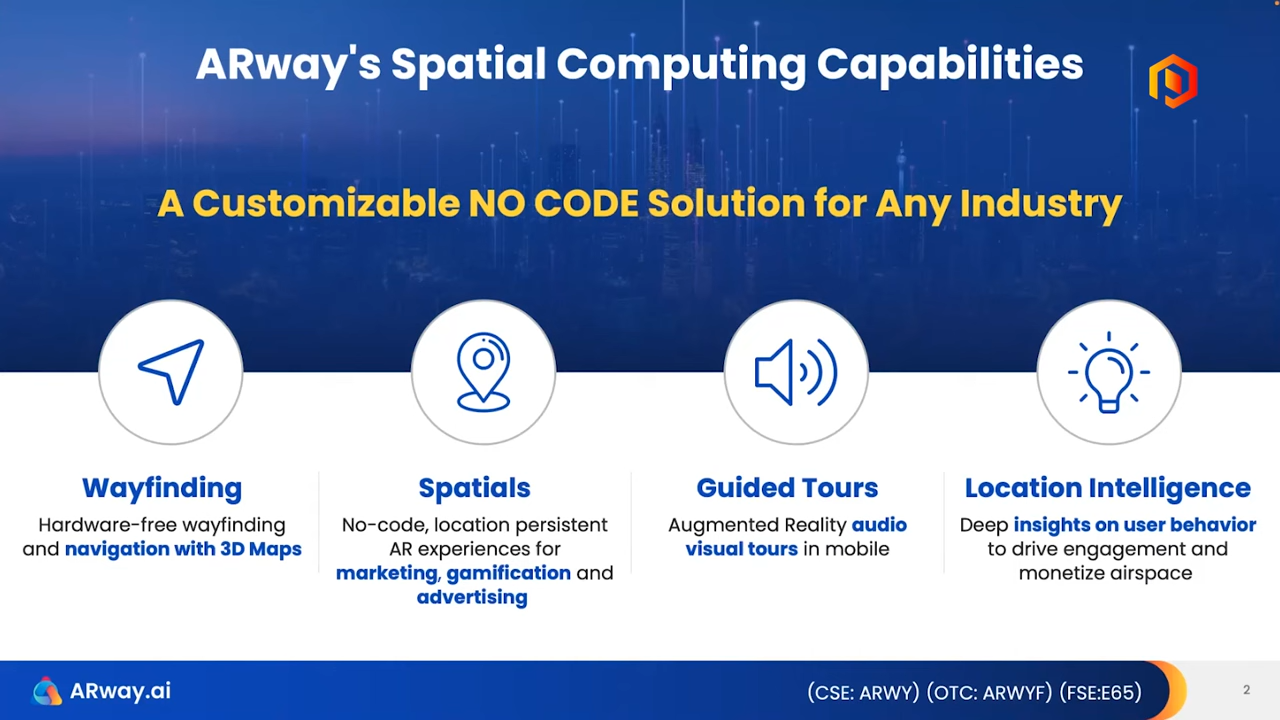 ARway's Spatial Computing Capabilities
A Customizable NO CODE Solution for Any Industry
Wayfinding
Hardware-free wayfinding
and navigation with 3D Maps
Spatials
No-code, location persistent
AR experiences for
marketing, gamification and
advertising
Guided Tours
Augmented Reality audio
visual tours in mobile
Location Intelligence
Deep insights on user behavior
to drive engagement and
monetize airspace
ARway.ai
(CSE: ARWY) (OTC: ARWYF) (FSE:E65)
2